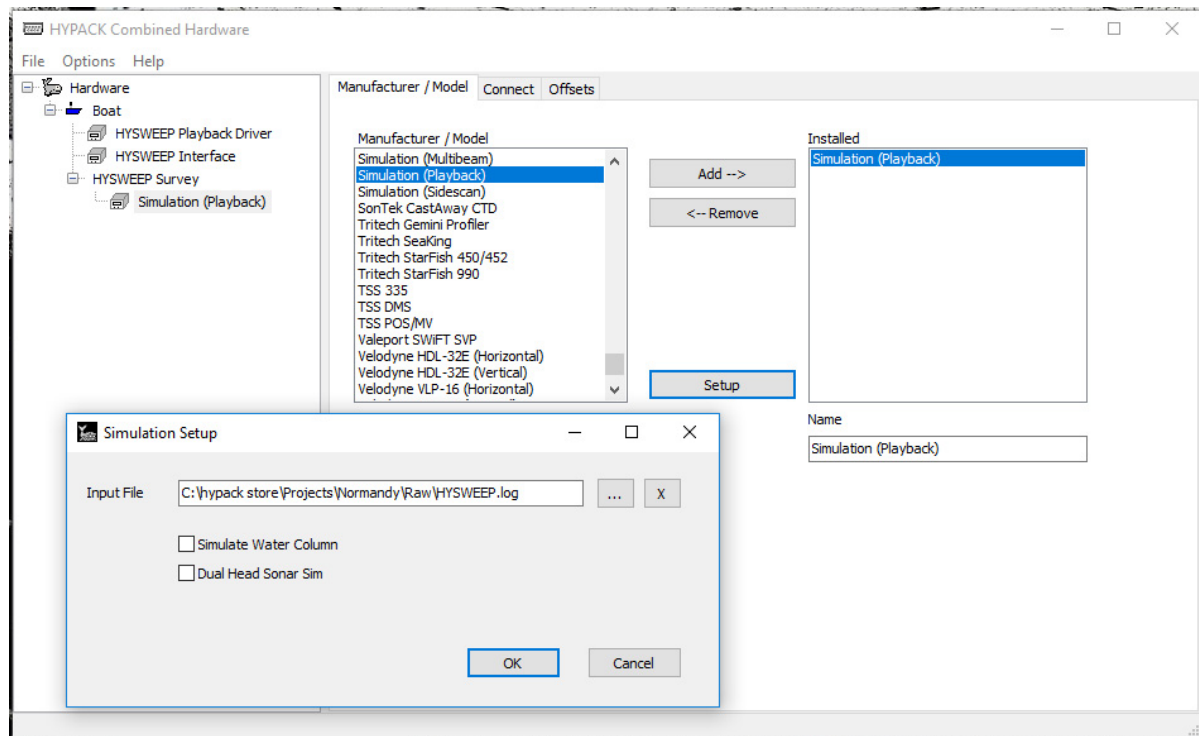 HYPACK Combined Hardware
File Options Help
Hardware
Boat
HYSWEEP Playback Driver
HYSWEEP Interface
HYSWEEP Survey
Simulation (Playback)
Manufacturer / Model Connect Offsets
Manufacturer / Model
Simulation (Multibeam)
Simulation (Playback)
Simulation (Sidescan)
SonTek CastAway CTD
Tritech Gemini Profiler
Tritech SeaKing
Tritech StarFish 450/452
Tritech StarFish 990
TSS 335
TSS DMS
TSS POS/MV
Valeport SWiFT SVP
Velodyne HDL-32E (Horizontal)
Velodyne HDL-32E (Vertical)
Velodyne VLP-16 (Horizontal)
Add -->
<-- Remove
Setup
Installed
Simulation (Playback)
Name
Simulation (Playback)
Simulation Setup
Input File C:\hypack store\Projects\Normandy\Raw\HYSWEEP.log ... X
Simulate Water Column
Dual Head Sonar Sim
OK Cancel